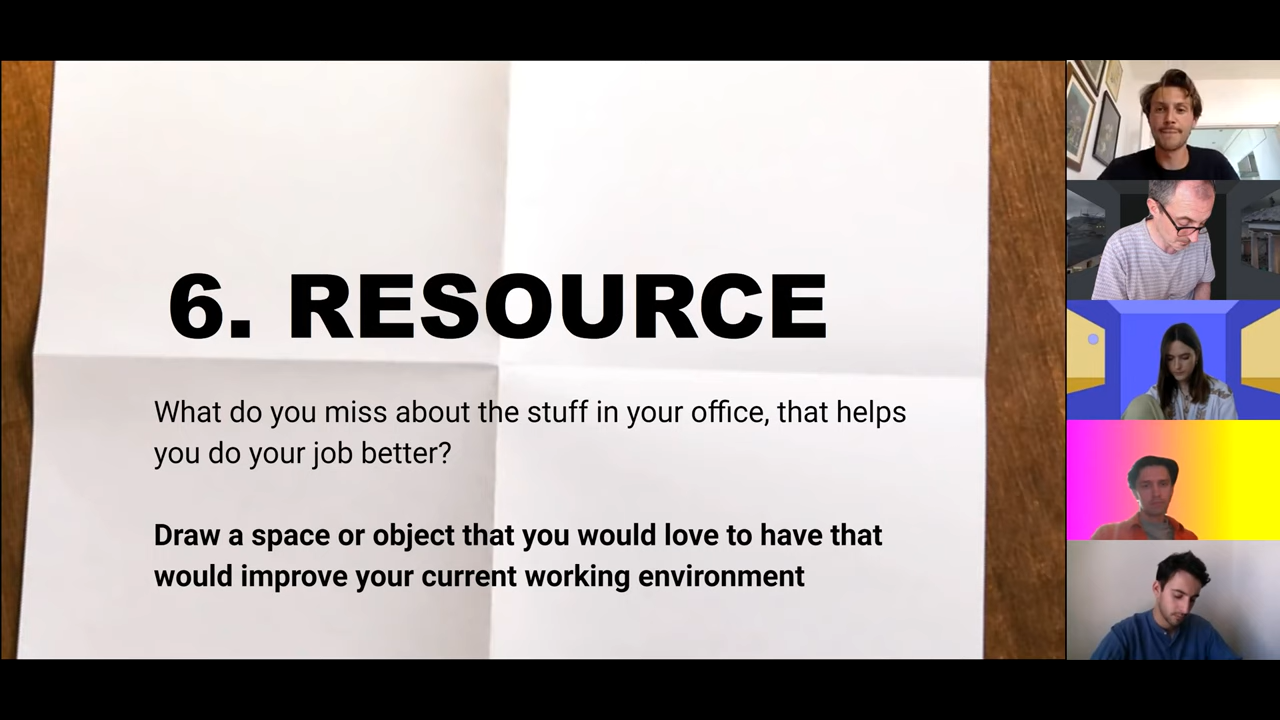 6. RESOURCE
What do you miss about the stuff in your office, that helps
you do your job better?
Draw a space or object that you would love to have that
would improve your current working environment